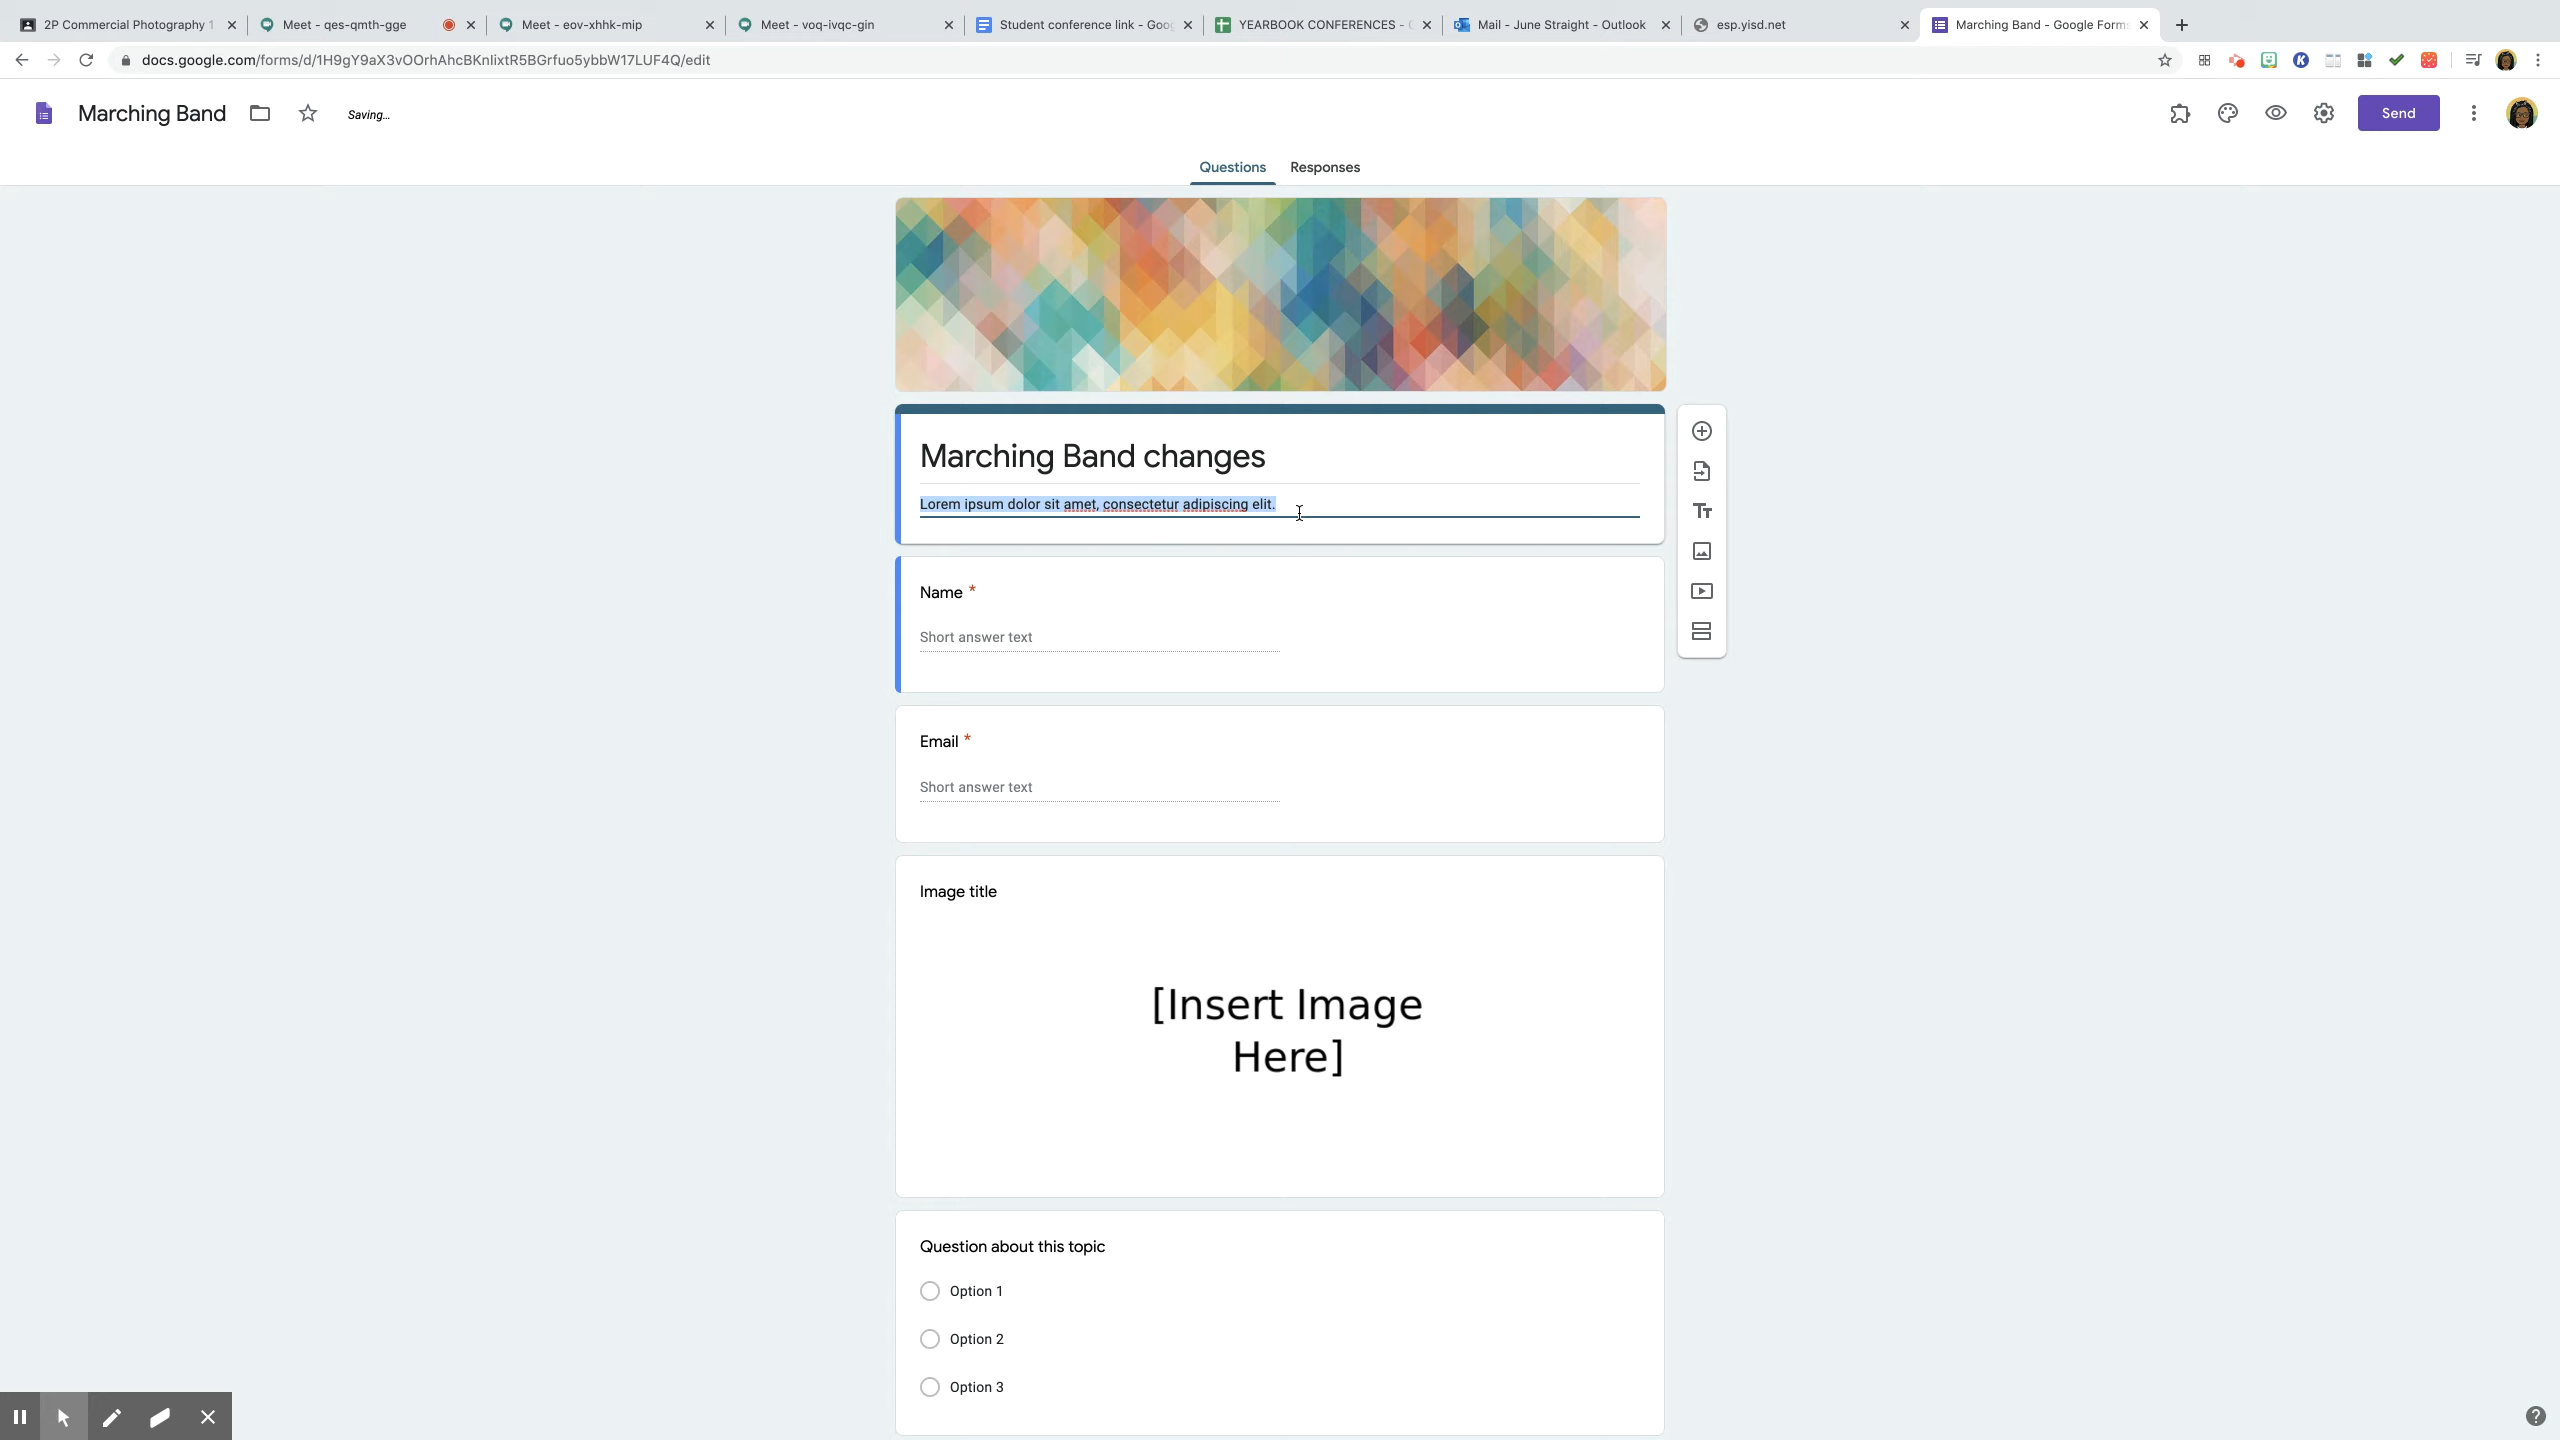 2P Commercial Photography 1
Meet - qes-qmth-gge
Meet - eov-xhhk-mip
Meet - voq-ivqc-gin
Student conference link - Goo
YEARBOOK CONFERENCES - G
Mail - June Straight - Outlook
esp.yisd.net
Marching Band - Google Forms
docs.google.com/forms/d/1H9gY9aX3vOOrhAhcBKnlixtR5BGrfuo5ybbW17LUF4Q/edit
Marching Band
Saving...
Send
Questions
Responses
Marching Band changes
Lorem ipsum dolor sit amet, consectetur adipiscing elit.
Name *
Short answer text
Email *
Short answer text
Image title
[Insert Image
Here]
Question about this topic
Option 1
Option 2
Option 3